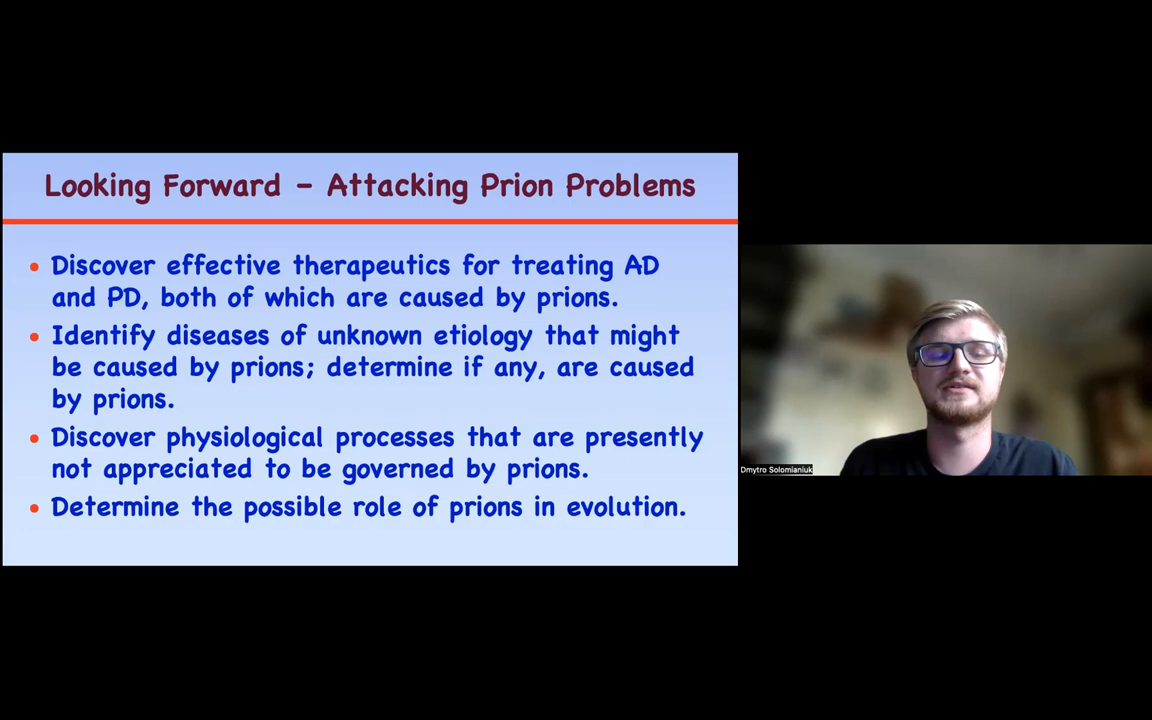 Looking Forward – Attacking Prion Problems
• Discover effective therapeutics for treating AD
and PD, both of which are caused by prions.
• Identify diseases of unknown etiology that might
be caused by prions; determine if any, are caused
by prions.
• Discover physiological processes that are presently
not appreciated to be governed by prions.
• Determine the possible role of prions in evolution.
Dmytro Solomianiuk